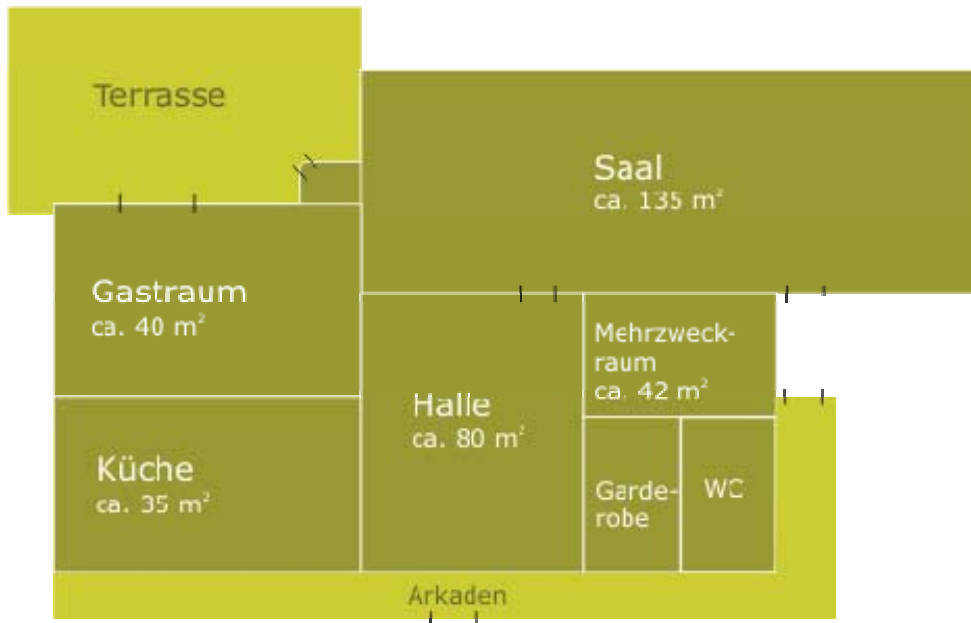 Terrasse
Saal
ca. 135 m²
Gastraum
ca. 40 m²
Mehrzweck-
raum
ca. 42 m²
Halle
ca. 80 m²
Küche
ca. 35 m²
Garde-
robe
WC
Arkaden